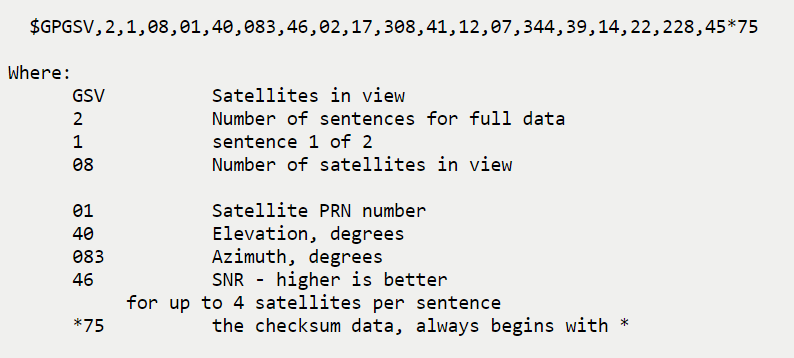 $GPGSV,2,1,08,01,40,083,46,02,17,308,41,12,07,344,39,14,22,228,45*75
Where:
GSV Satellites in view
2 Number of sentences for full data
1 sentence 1 of 2
08 Number of satellites in view
01 Satellite PRN number
40 Elevation, degrees
083 Azimuth, degrees
46 SNR - higher is better
for up to 4 satellites per sentence
*75 the checksum data, always begins with *